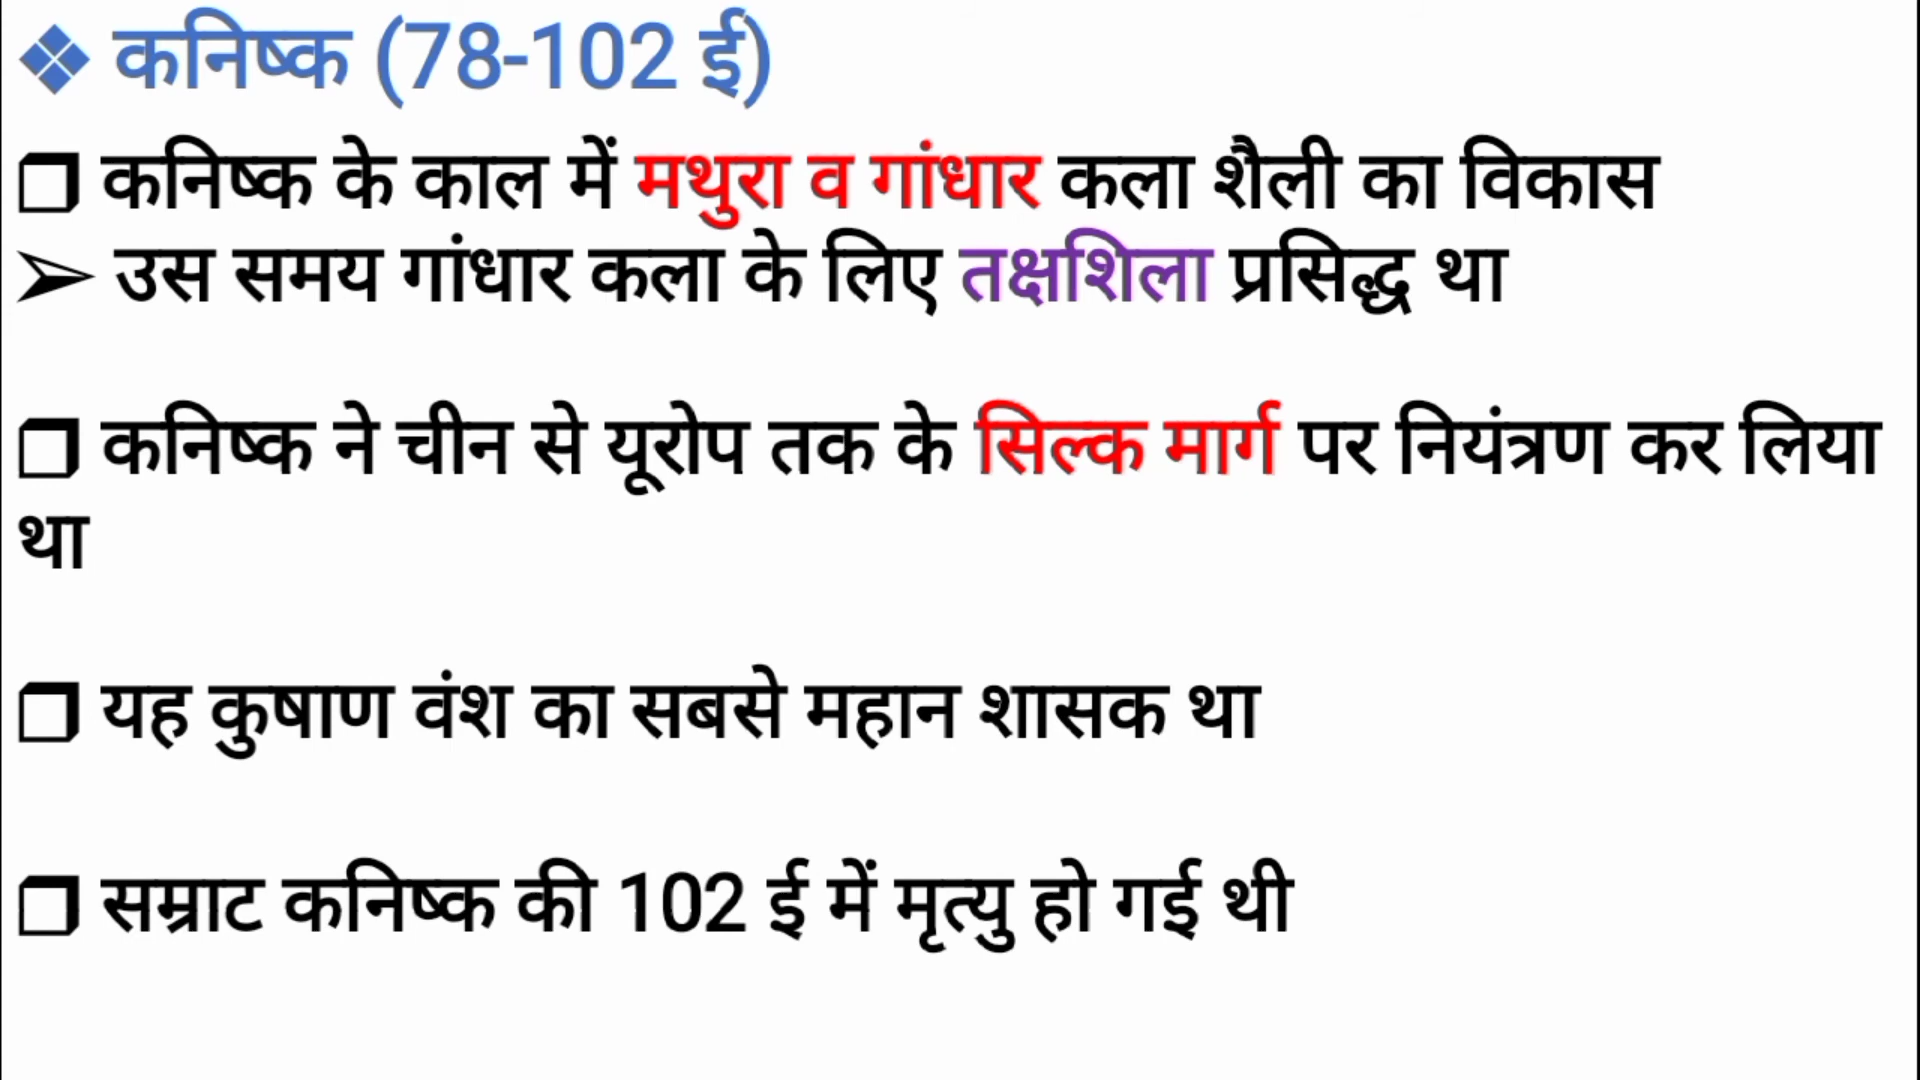 ❖ कनिष्क (78-102 ई)
❒ कनिष्क के काल में मथुरा व गांधार कला शैली का विकास
➢ उस समय गांधार कला के लिए तक्षशिला प्रसिद्ध था
❒ कनिष्क ने चीन से यूरोप तक के सिल्क मार्ग पर नियंत्रण कर लिया
था
❒ यह कुषाण वंश का सबसे महान शासक था
❒ सम्राट कनिष्क की 102 ई में मृत्यु हो गई थी